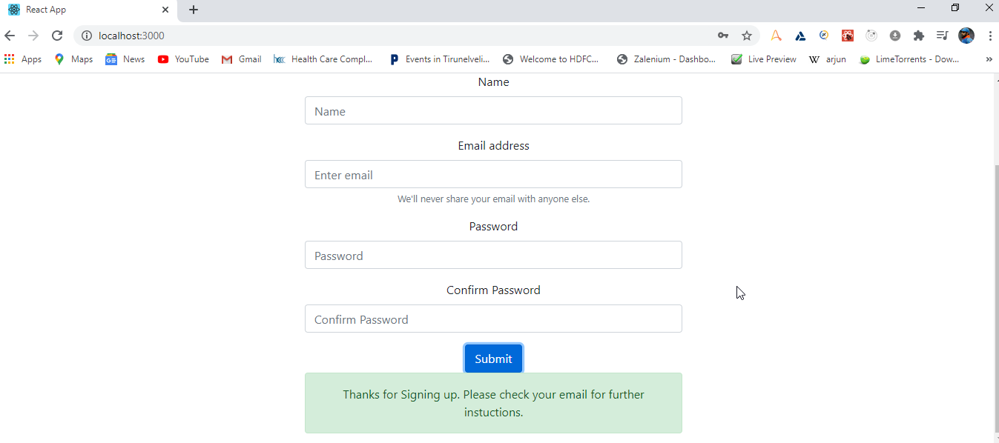 React App
localhost:3000
Apps Maps News YouTube Gmail Health Care Compl... Events in Tirunelveli... Welcome to HDFC... Zalenium - Dashbo... Live Preview arjun LimeTorrents - Dow...
Name
Name
Email address
Enter email
We'll never share your email with anyone else.
Password
Password
Confirm Password
Confirm Password
Submit
Thanks for Signing up. Please check your email for further
instuctions.